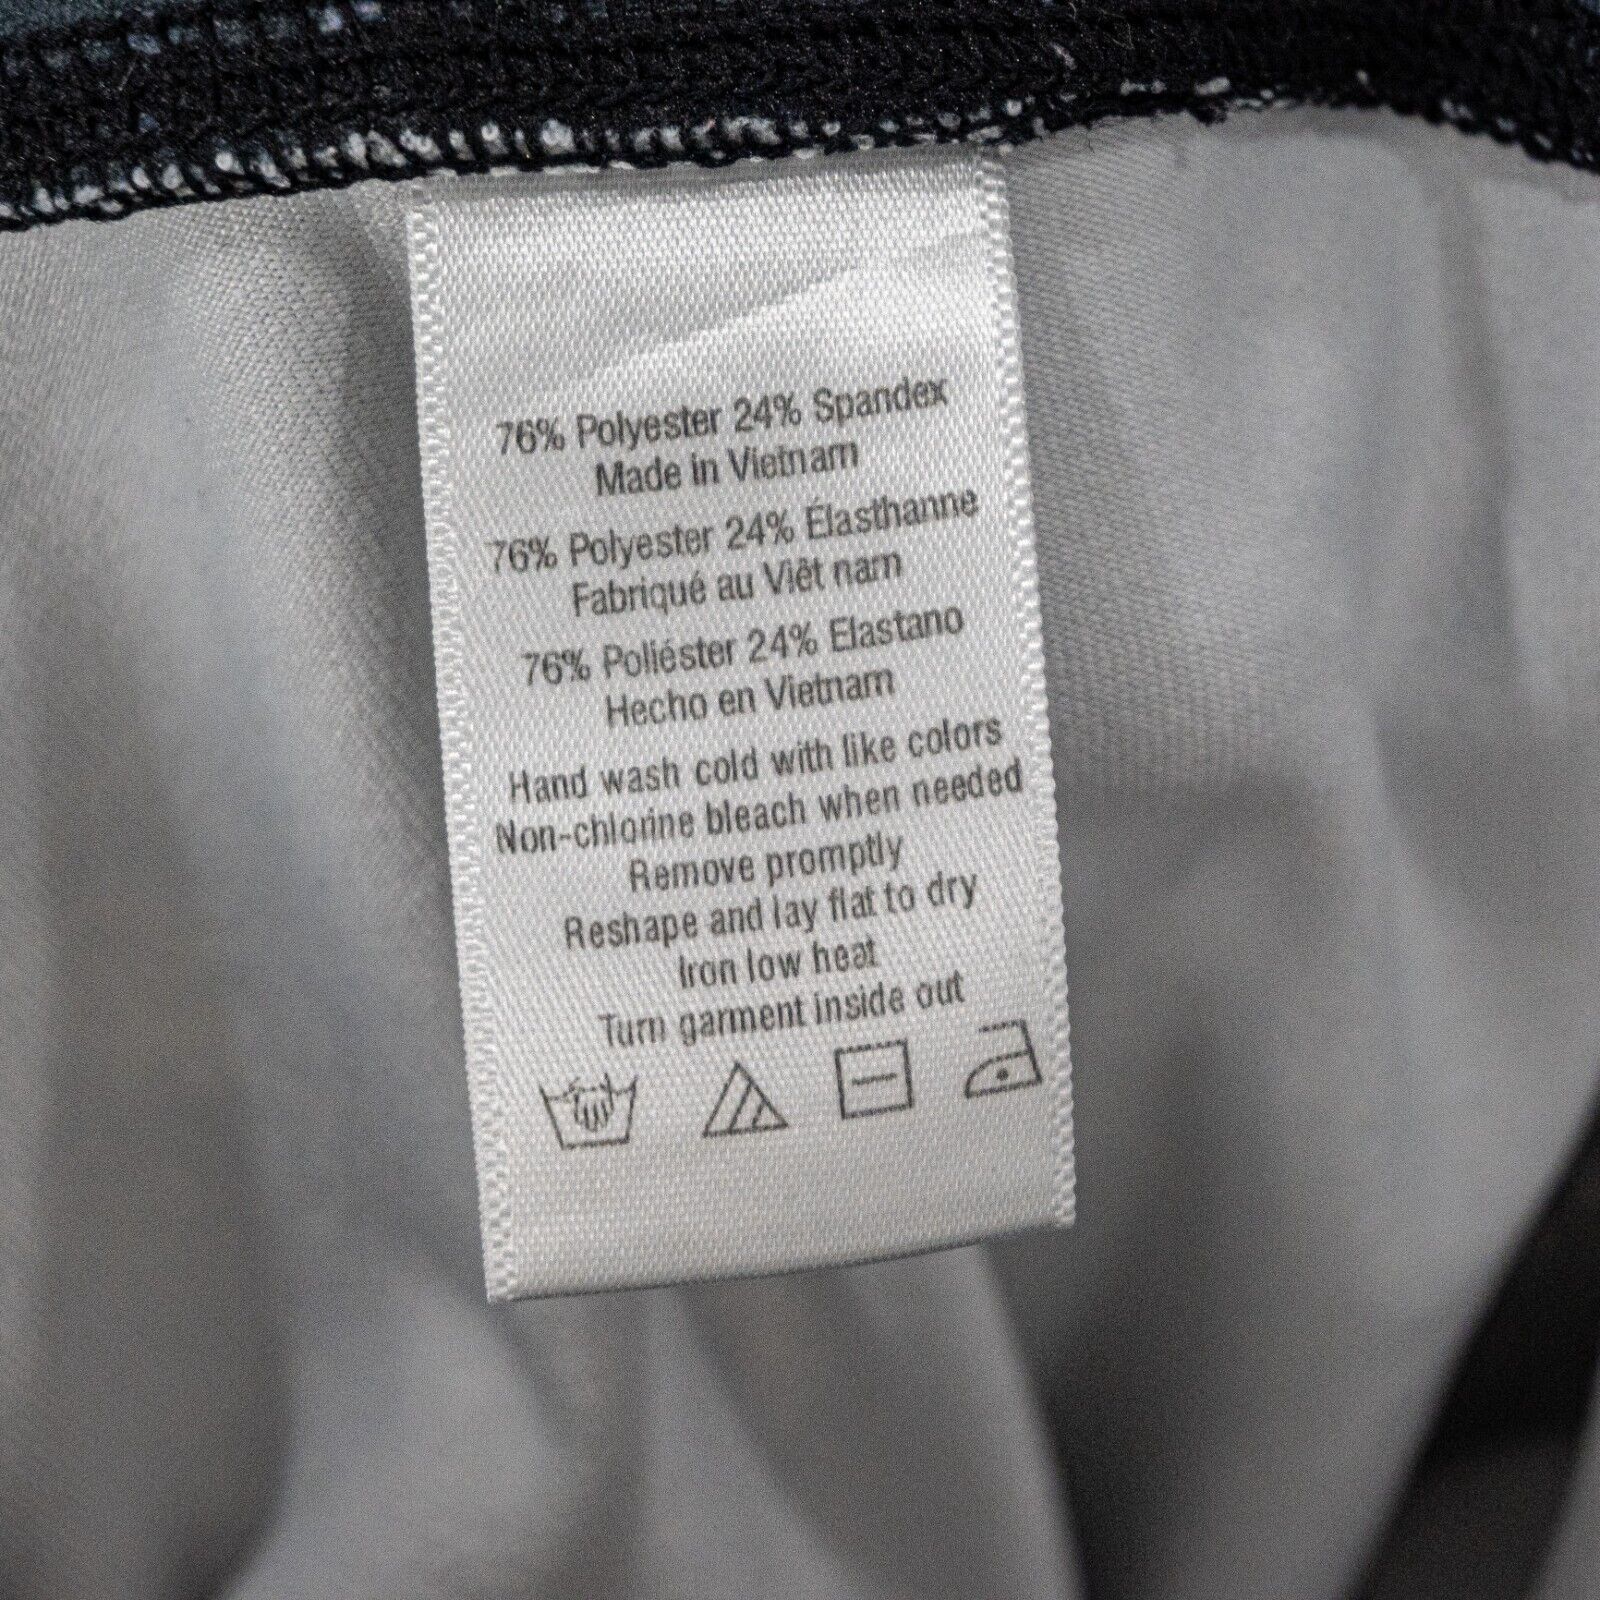 76% Polyester 24% Spandex
Made in Vietnam
76% Polyester 24% Élasthanne
Fabriqué au Viêt nam
76% Poliéster 24% Elastano
Hecho en Vietnam
Hand wash cold with like colors
Non-chlorine bleach when needed
Remove promptly
Reshape and lay flat to dry
Iron low heat
Turn garment inside out